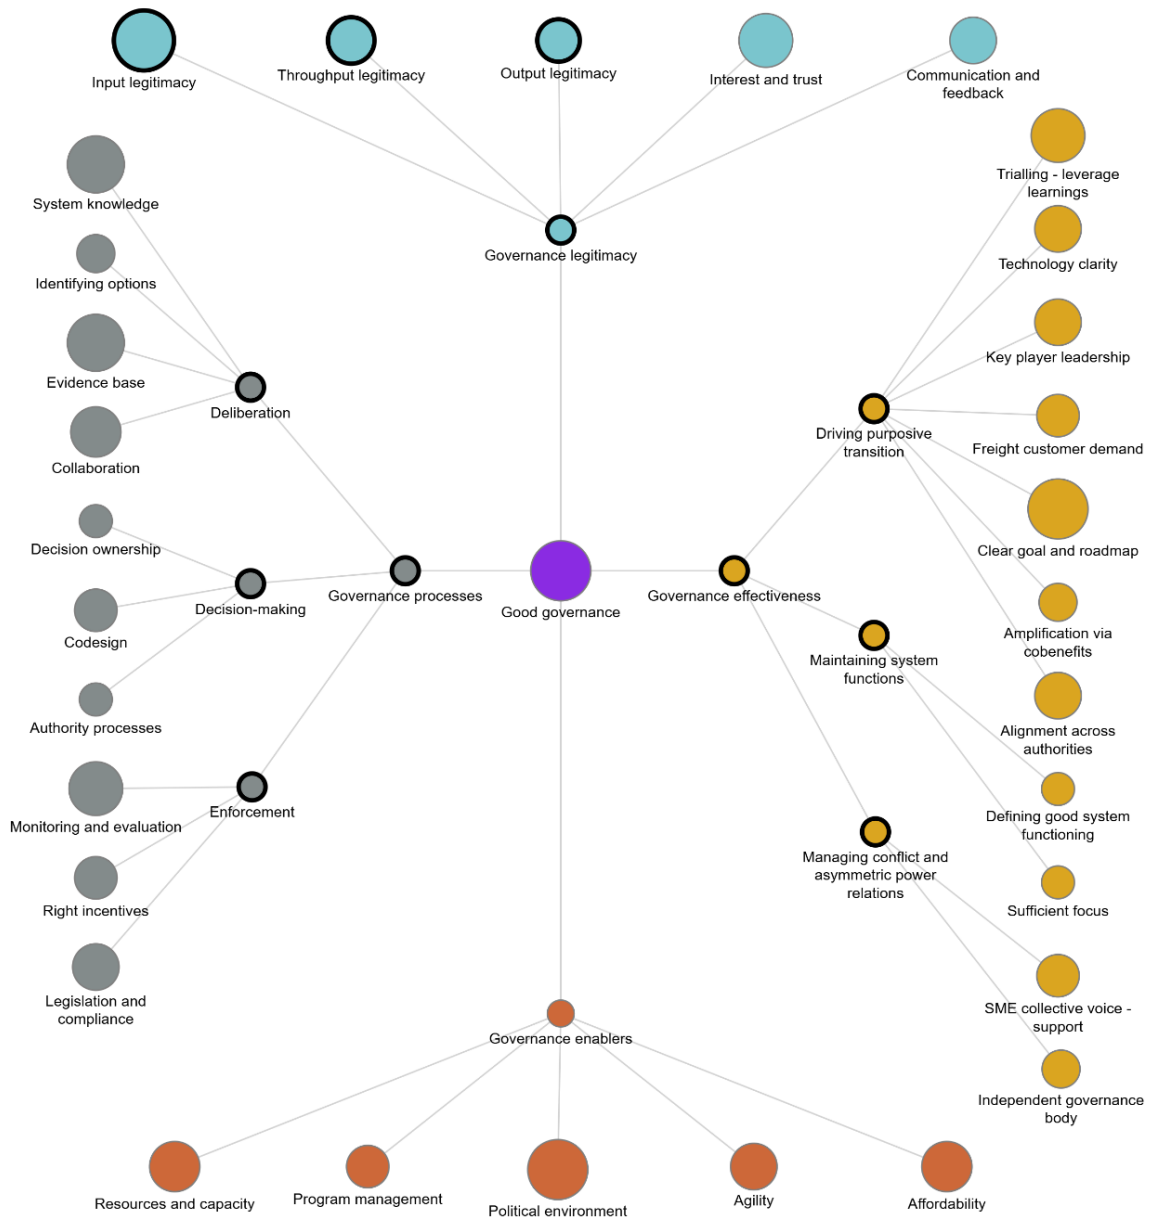 Input legitimacy
Throughput legitimacy
Output legitimacy
Interest and trust
Communication and
feedback
System knowledge
Identifying options
Evidence base
Collaboration
Decision ownership
Codesign
Authority processes
Monitoring and evaluation
Right incentives
Legislation and
compliance
Deliberation
Decision-making
Enforcement
Governance processes
Governance legitimacy
Good governance
Governance effectiveness
Driving purposive
transition
Maintaining system
functions
Managing conflict and
asymmetric power
relations
Trialling - leverage
learnings
Technology clarity
Key player leadership
Freight customer demand
Clear goal and roadmap
Amplification via
cobenefits
Alignment across
authorities
Defining good system
functioning
Sufficient focus
SME collective voice -
support
Independent governance
body
Governance enablers
Resources and capacity
Program management
Political environment
Agility
Affordability